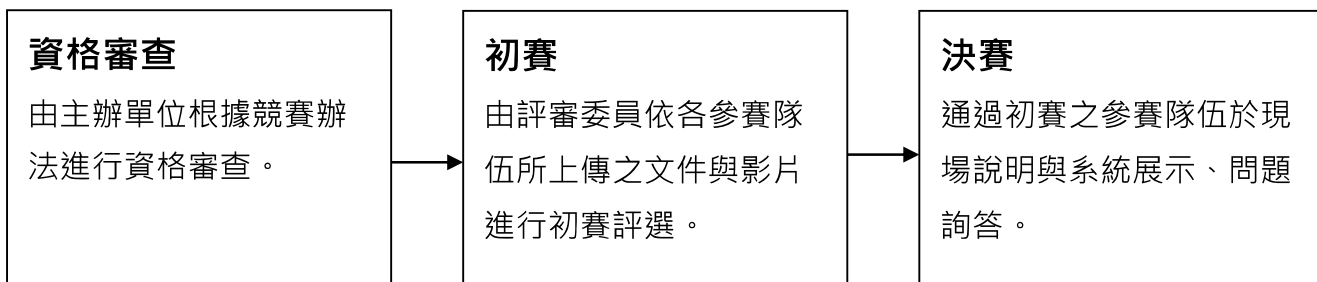 資格審查
由主辦單位根據競賽辦
法進行資格審查。
初賽
由評審委員依各參賽隊
伍所上傳之文件與影片
進行初賽評選。
決賽
通過初賽之參賽隊伍於現
場說明與系統展示、問題
詢答。